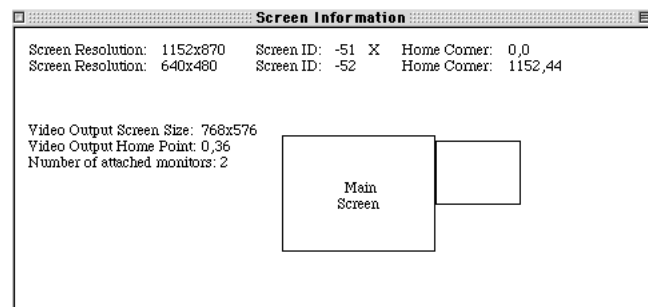 Screen Information
Screen Resolution: 1152x870 Screen ID: -51 X Home Corner: 0,0
Screen Resolution: 640x480 Screen ID: -52 Home Corner: 1152,44
Video Output Screen Size: 768x576
Video Output Home Point: 0,36
Number of attached monitors: 2
Main
Screen